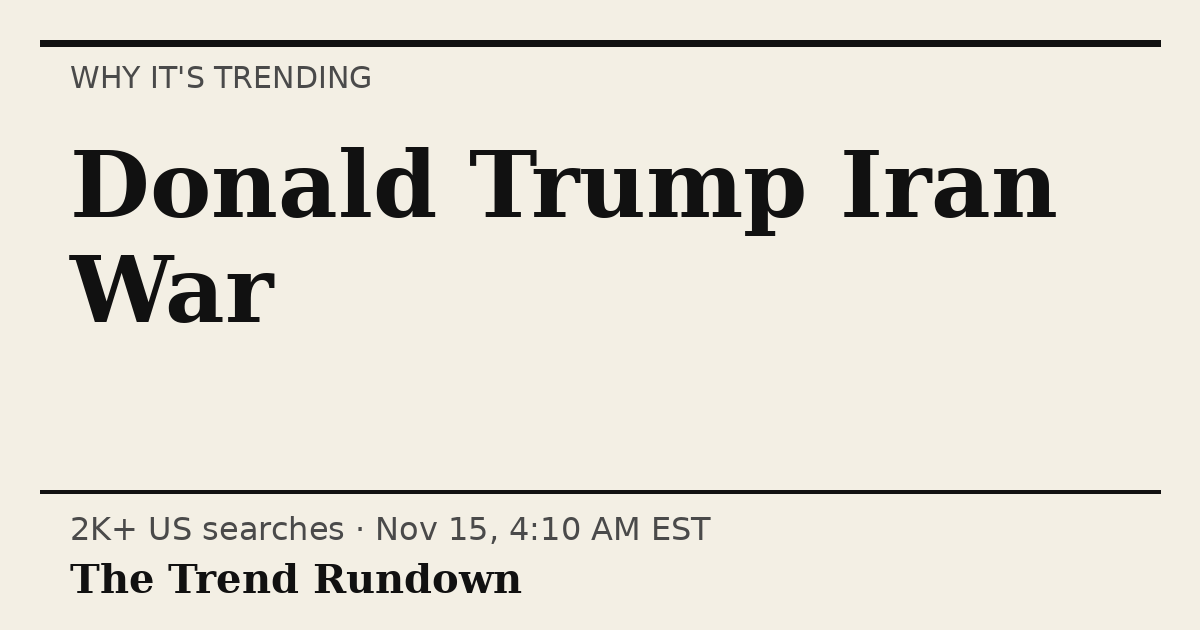 WHY IT'S TRENDING
Donald Trump Iran
War
2K+ US searches · Nov 15, 4:10 AM EST
The Trend Rundown